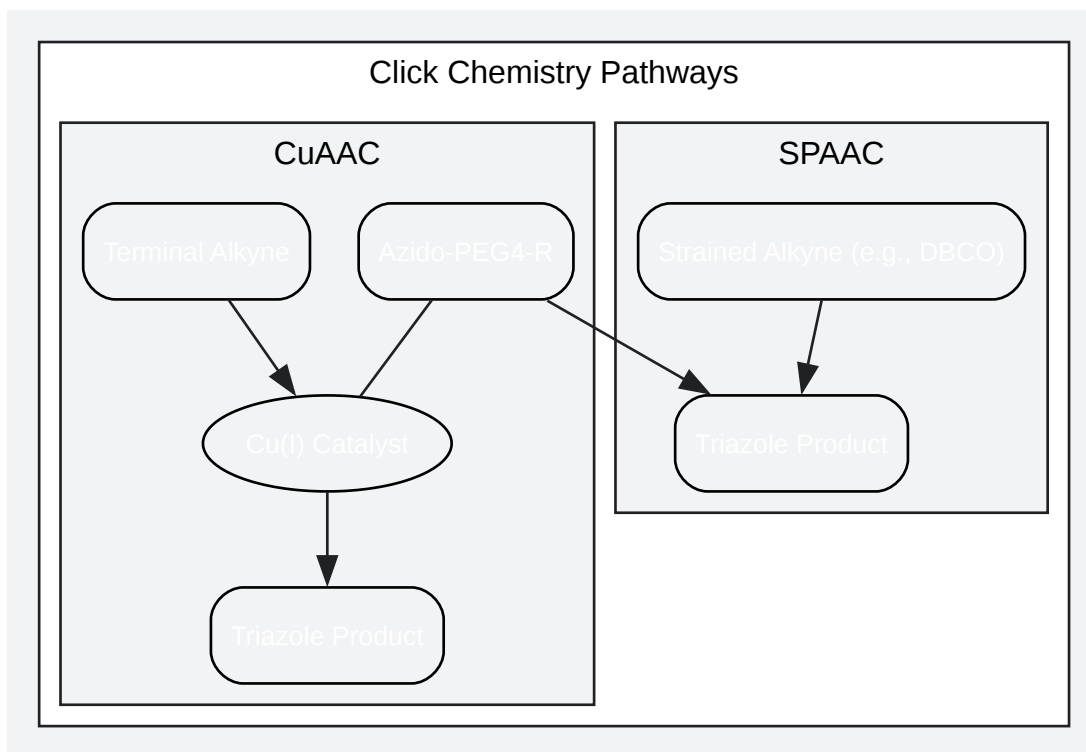 Click Chemistry Pathways
CuAAC
SPAAC
Terminal Alkyne
Azido-PEG4-R
Strained Alkyne (e.g., DBCO)
Cu(I) Catalyst
Triazole Product
Triazole Product